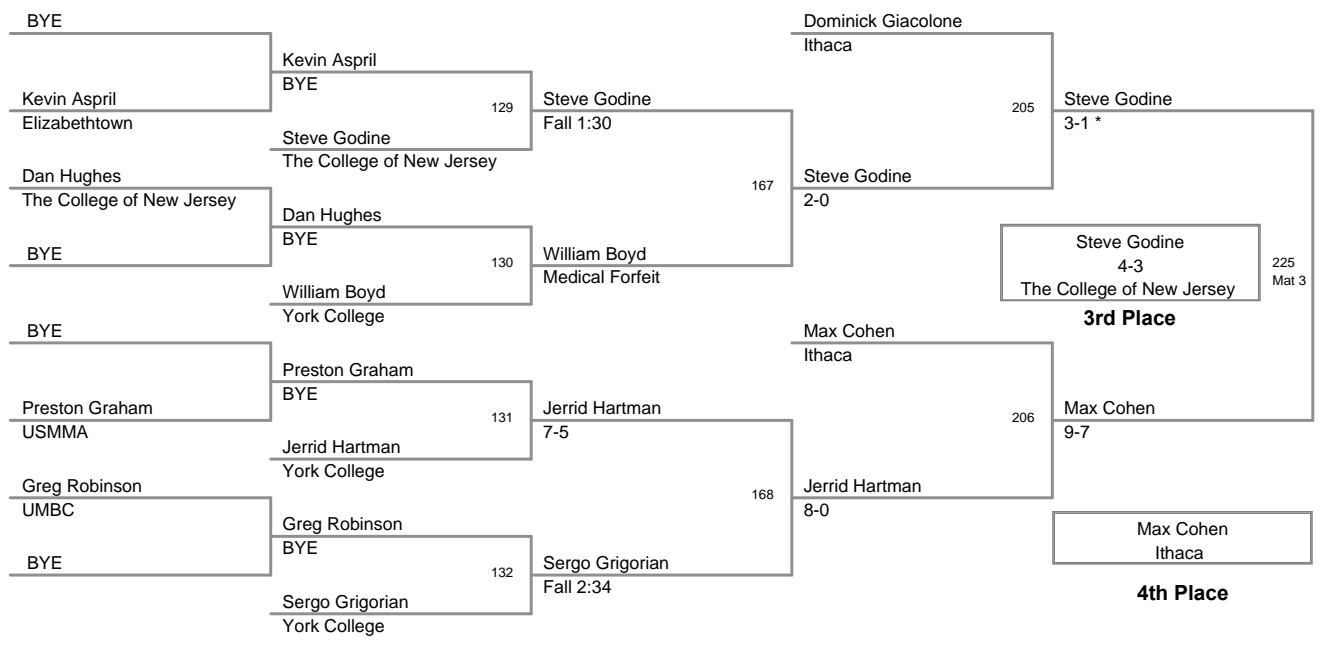 BYE
Kevin Aspril
Elizabethtown
Dan Hughes
The College of New Jersey
BYE
BYE
Preston Graham
USMMA
Greg Robinson
UMBC
BYE
Kevin Aspril
BYE
129
Steve Godine
The College of New Jersey
Dan Hughes
BYE
130
William Boyd
York College
Preston Graham
BYE
131
Jerrid Hartman
York College
Greg Robinson
BYE
132
Sergo Grigorian
York College
Steve Godine
Fall 1:30
167
William Boyd
Medical Forfeit
Jerrid Hartman
7-5
168
Sergo Grigorian
Fall 2:34
Dominick Giacolone
Ithaca
205
Steve Godine
2-0
Max Cohen
Ithaca
206
Jerrid Hartman
8-0
Steve Godine
3-1 *
Steve Godine
4-3
The College of New Jersey
3rd Place
225
Mat 3
Max Cohen
9-7
Max Cohen
Ithaca
4th Place